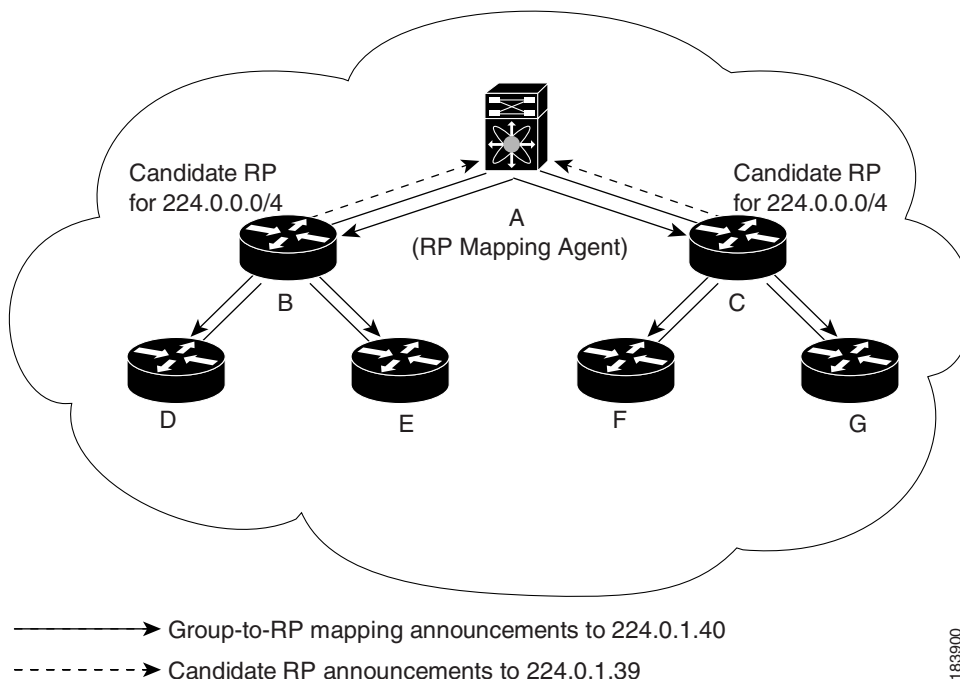 Candidate RP
for 224.0.0.0/4
Candidate RP
for 224.0.0.0/4
A
(RP Mapping Agent)
B
C
D
E
F
G
Group-to-RP mapping announcements to 224.0.1.40
Candidate RP announcements to 224.0.1.39
183900